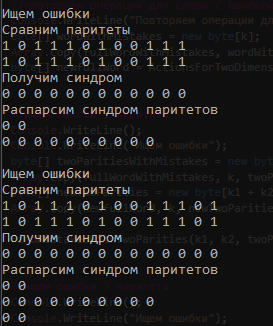 Ищем ошибки
Сравним паритеты
1 0 1 1 1 0 1 0 0 1 1 1
1 0 1 1 1 0 1 0 0 1 1 1
Получим синдром
0 0 0 0 0 0 0 0 0 0 0 0
Распарсим синдром паритетов
0 0
0 0 0 0 0 0 0 0 0 0
Ищем ошибки
Сравним паритеты
1 0 1 1 1 0 1 0 0 1 1 1 0 1
1 0 1 1 1 0 1 0 0 1 1 1 0 1
Получим синдром
0 0 0 0 0 0 0 0 0 0 0 0 0 0
Распарсим синдром паритетов
0 0
0 0 0 0 0 0 0 0 0 0
0 0